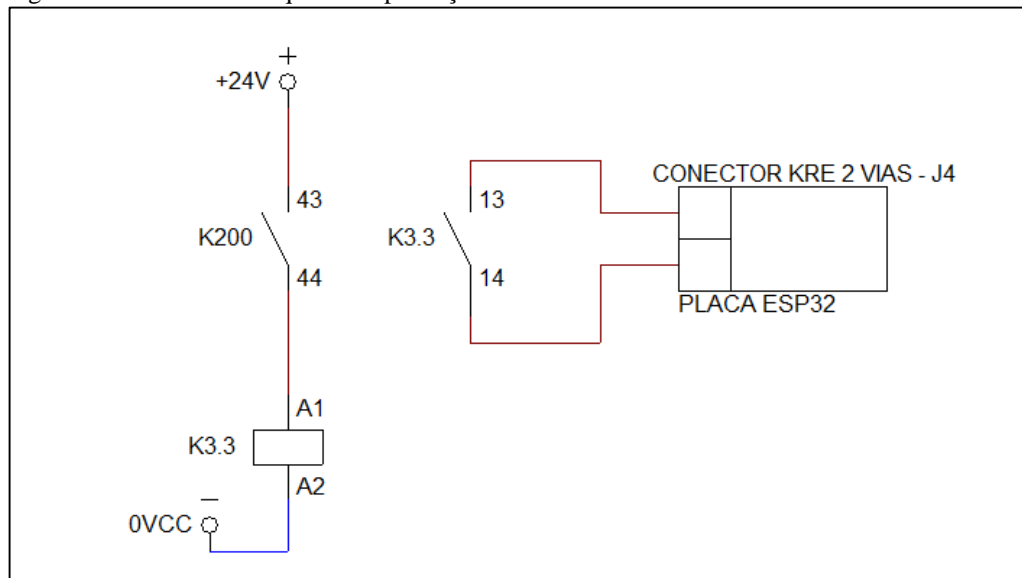 +
+24V
43
K200
44
A1
K3.3
A2
−
0VCC
13
K3.3
14
CONECTOR KRE 2 VIAS - J4
PLACA ESP32